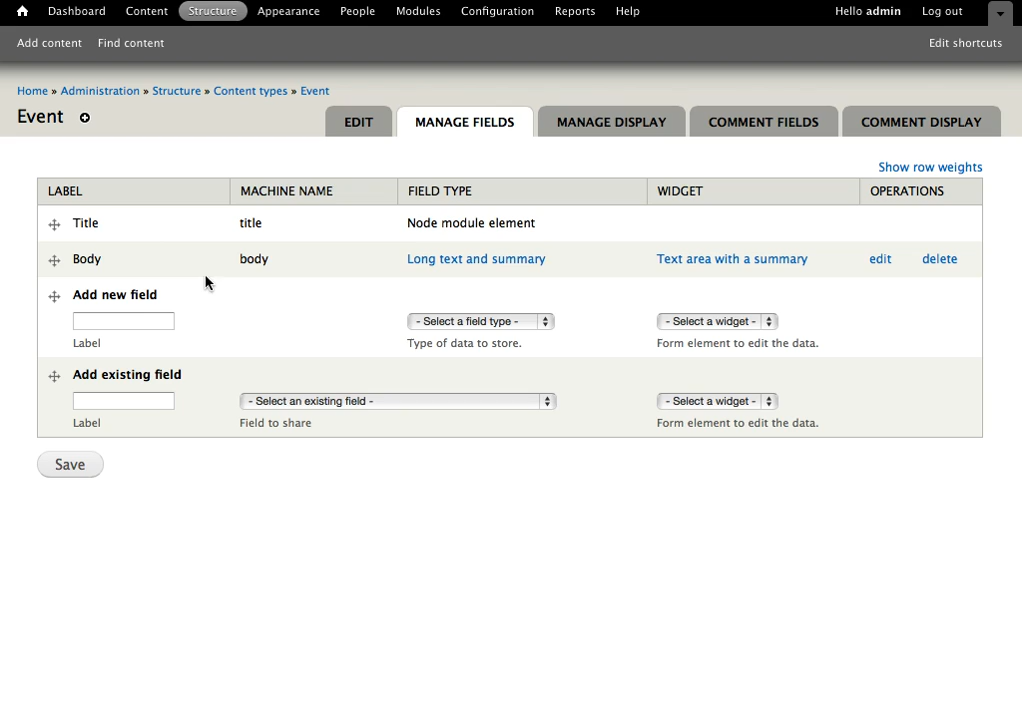 Dashboard Content Structure Appearance People Modules Configuration Reports Help Hello admin Log out
Add content Find content Edit shortcuts
Home » Administration » Structure » Content types » Event
Event EDIT MANAGE FIELDS MANAGE DISPLAY COMMENT FIELDS COMMENT DISPLAY
Show row weights
LABEL MACHINE NAME FIELD TYPE WIDGET OPERATIONS
Title title Node module element
Body body Long text and summary Text area with a summary edit delete
Add new field
- Select a field type - - Select a widget -
Label Type of data to store. Form element to edit the data.
Add existing field
- Select an existing field - - Select a widget -
Label Field to share Form element to edit the data.
Save